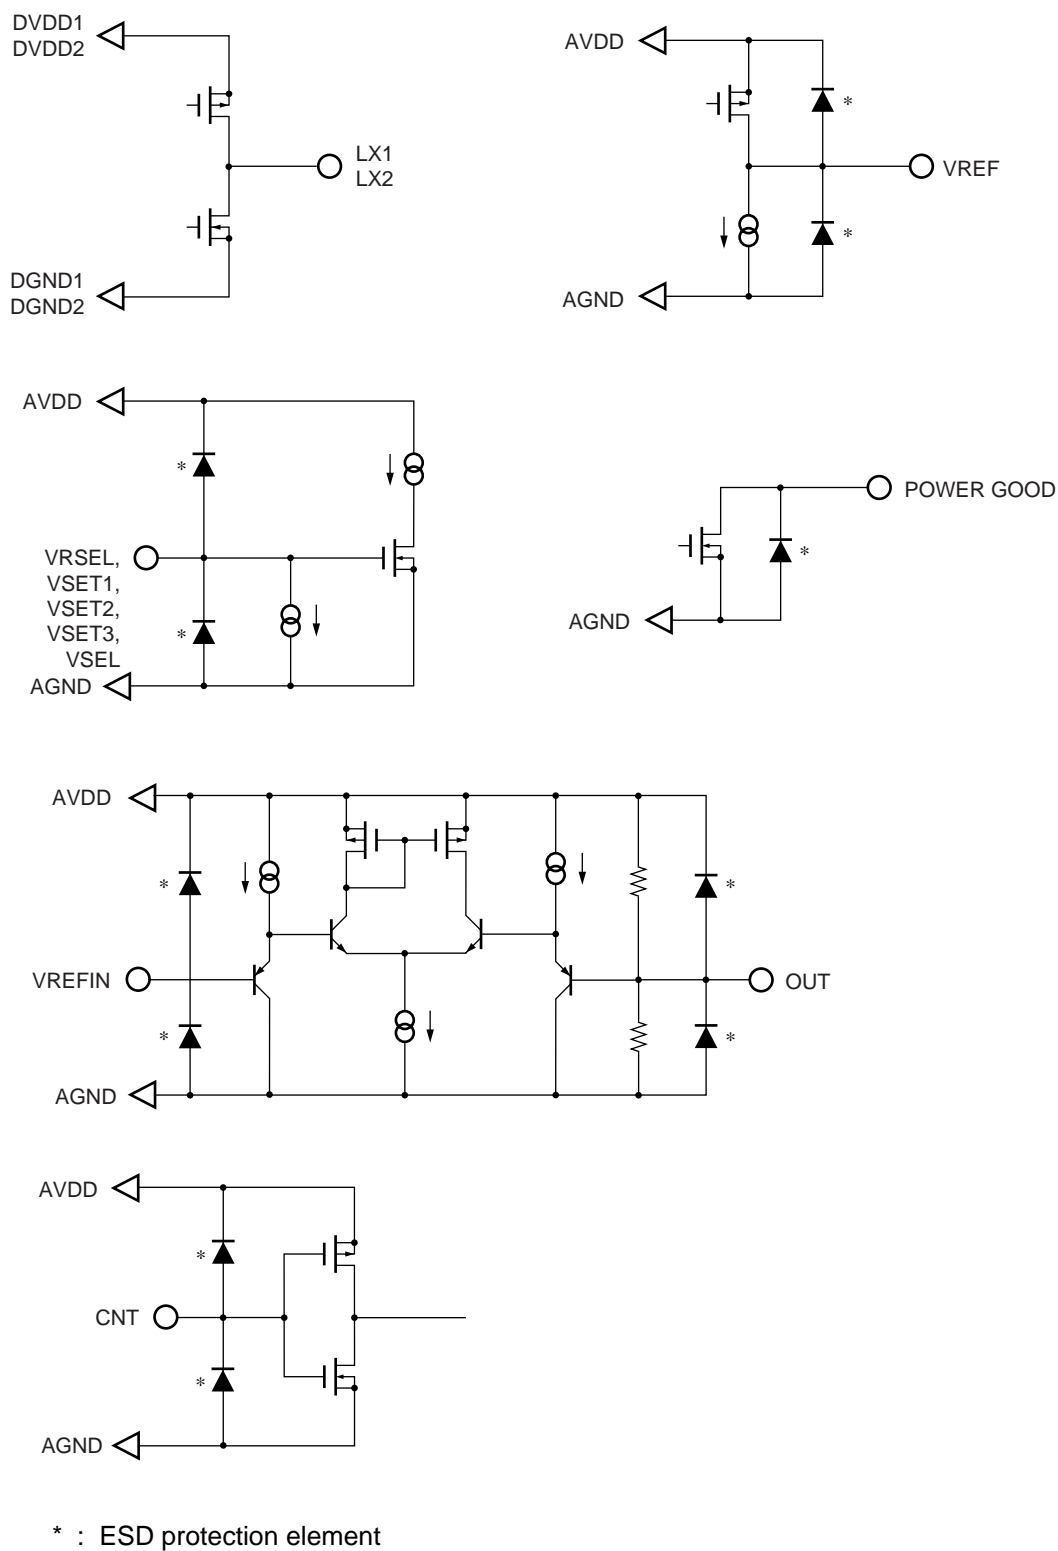 DVDD1
DVDD2
LX1
LX2
DGND1
DGND2
AVDD
*
VREF
*
AGND
AVDD
*
VRSEL,
VSET1,
VSET2,
VSET3,
VSEL
*
AGND
POWER GOOD
*
AGND
AVDD
*
*
VREFIN
OUT
*
*
AGND
AVDD
*
CNT
*
AGND
* : ESD protection element